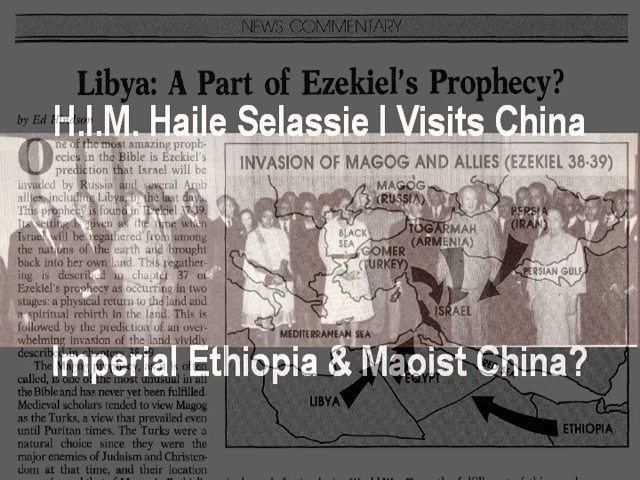 NEWS COMMENTARY
Libya: A Part of Ezekiel's Prophecy?
by Ed
H.I.M. Haile Selassie I Visits China
One of the most amazing proph-
ecies in the Bible is Ezekiel's
prediction that Israel will be
invaded by Russia and several Arab
allies including Libya, in the last days.
This prophecy is found in Ezekiel 37-39.
Its setting is given as the time when
Israel will be regathered from among
the nations of the earth and brought
back into her own land. This regather-
ing is described in chapter 37 of
Ezekiel's prophecy as occurring in two
stages: a physical return to the land and
a spiritual rebirth in the land. This is
followed by the prediction of an over-
whelming invasion of the land vividly
described in chapters 38-39.
INVASION OF MAGOG AND ALLIES (EZEKIEL 38-39)
MAGOG
(RUSSIA)
PERSIA
(IRAN)
BLACK
SEA
TOGARMAH
(ARMENIA)
GOMER
(TURKEY)
PERSIAN GULF
ISRAEL
MEDITERRANEAN SEA
Imperial Ethiopia & Maoist China?
EGYPT
LIBYA
ETHIOPIA
The
called, is one of the most unusual in all
the Bible and has never yet been fulfilled.
Medieval scholars tended to view Magog
as the Turks, a view that prevailed even
until Puritan times. The Turks were a
natural choice since they were the
major enemies of Judaism and Christen-
dom at that time, and their location